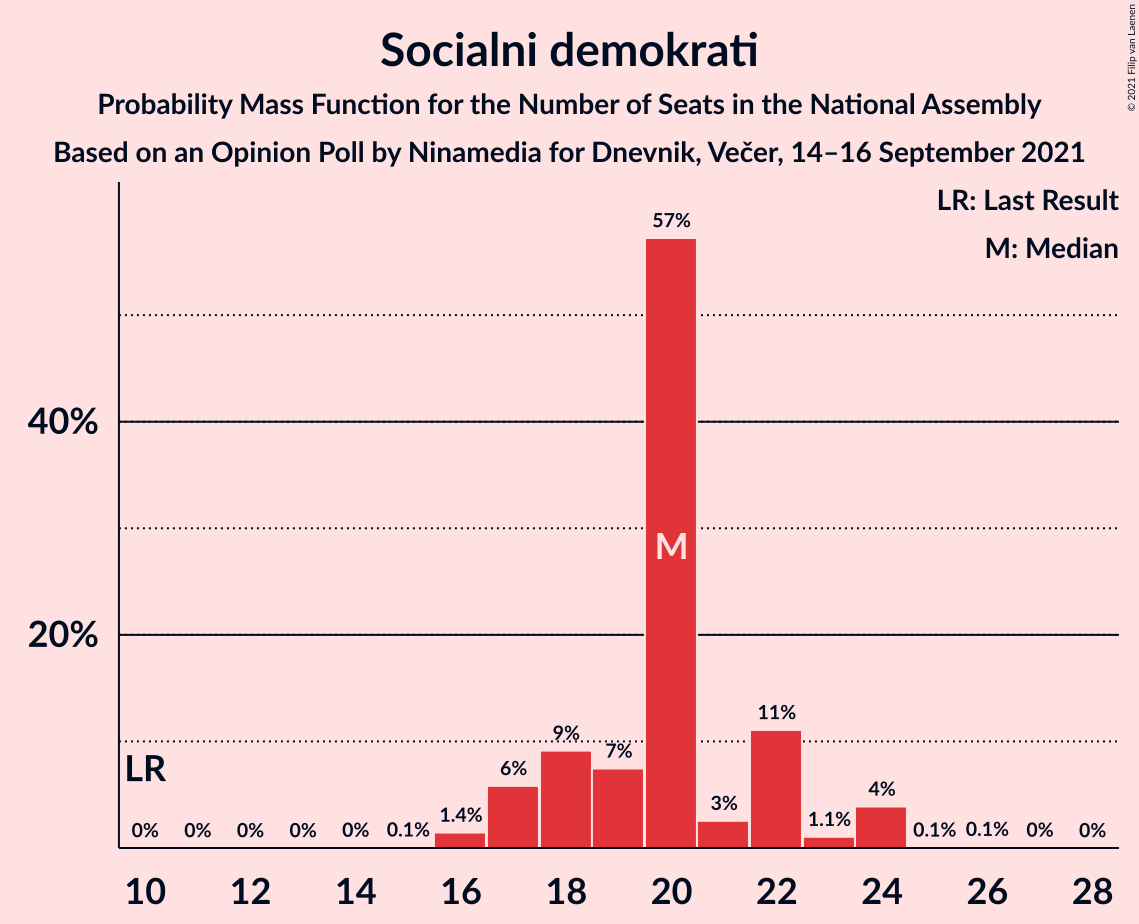 Socialni demokrati
Probability Mass Function for the Number of Seats in the National Assembly
Based on an Opinion Poll by Ninamedia for Dnevnik, Večer, 14–16 September 2021
© 2021 Filip van Laenen
LR: Last Result
M: Median
57%
40%
M
20%
11%
9%
7%
6%
LR
4%
3%
1.4%
1.1%
0% 0% 0% 0% 0% 0.1% 0.1% 0.1% 0% 0%
10 12 14 16 18 20 22 24 26 28